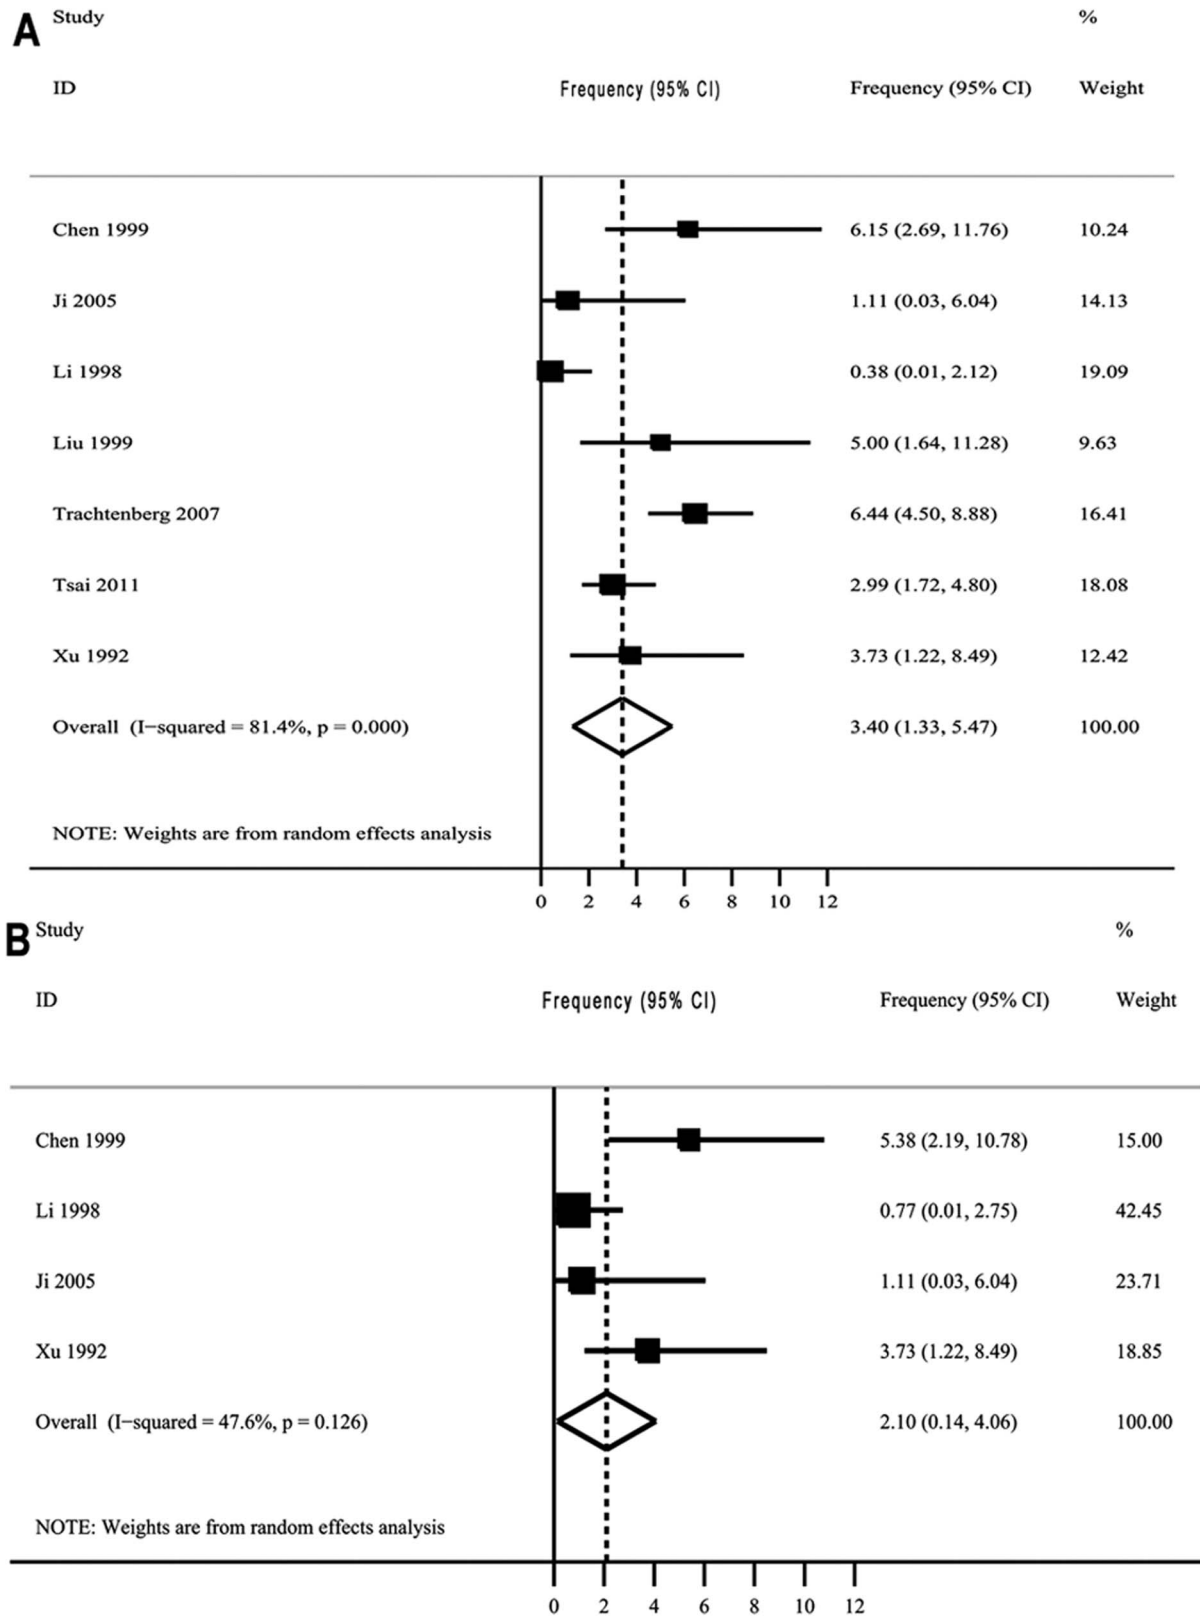 A Study %
ID Frequency (95% CI) Frequency (95% CI) Weight
Chen 1999 6.15 (2.69, 11.76) 10.24
Ji 2005 1.11 (0.03, 6.04) 14.13
Li 1998 0.38 (0.01, 2.12) 19.09
Liu 1999 5.00 (1.64, 11.28) 9.63
Trachtenberg 2007 6.44 (4.50, 8.88) 16.41
Tsai 2011 2.99 (1.72, 4.80) 18.08
Xu 1992 3.73 (1.22, 8.49) 12.42
Overall (I−squared = 81.4%, p = 0.000) 3.40 (1.33, 5.47) 100.00
NOTE: Weights are from random effects analysis
0 2 4 6 8 10 12
B Study %
ID Frequency (95% CI) Frequency (95% CI) Weight
Chen 1999 5.38 (2.19, 10.78) 15.00
Li 1998 0.77 (0.01, 2.75) 42.45
Ji 2005 1.11 (0.03, 6.04) 23.71
Xu 1992 3.73 (1.22, 8.49) 18.85
Overall (I−squared = 47.6%, p = 0.126) 2.10 (0.14, 4.06) 100.00
NOTE: Weights are from random effects analysis
0 2 4 6 8 10 12